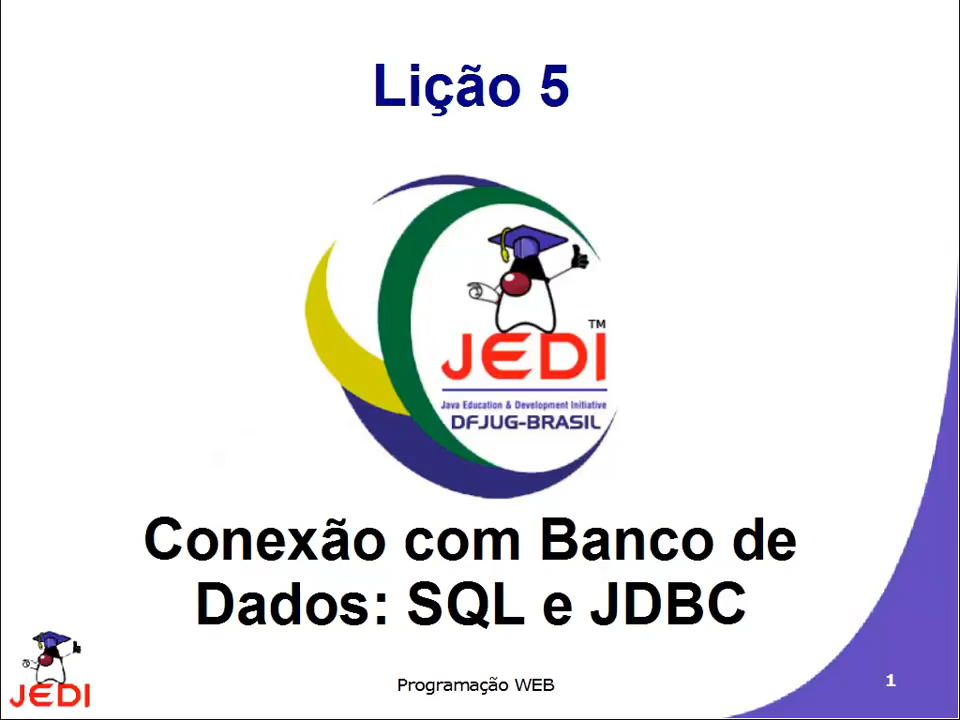 Lição 5
TM
JEDI
Java Education & Development Initiative
DFJUG-BRASIL
Conexão com Banco de
Dados: SQL e JDBC
JEDI
Programação WEB
1